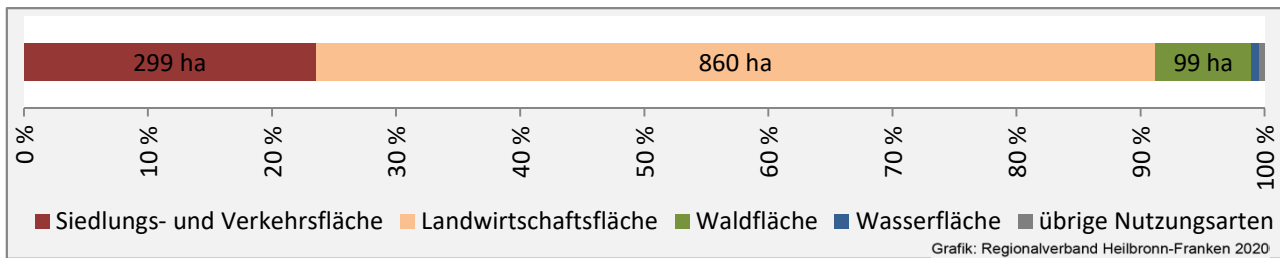 299 ha 860 ha 99 ha
0 % 10 % 20 % 30 % 40 % 50 % 60 % 70 % 80 % 90 % 100 %
Siedlungs- und Verkehrsfläche Landwirtschaftsfläche Waldfläche Wasserfläche übrige Nutzungsarten
Grafik: Regionalverband Heilbronn-Franken 2020